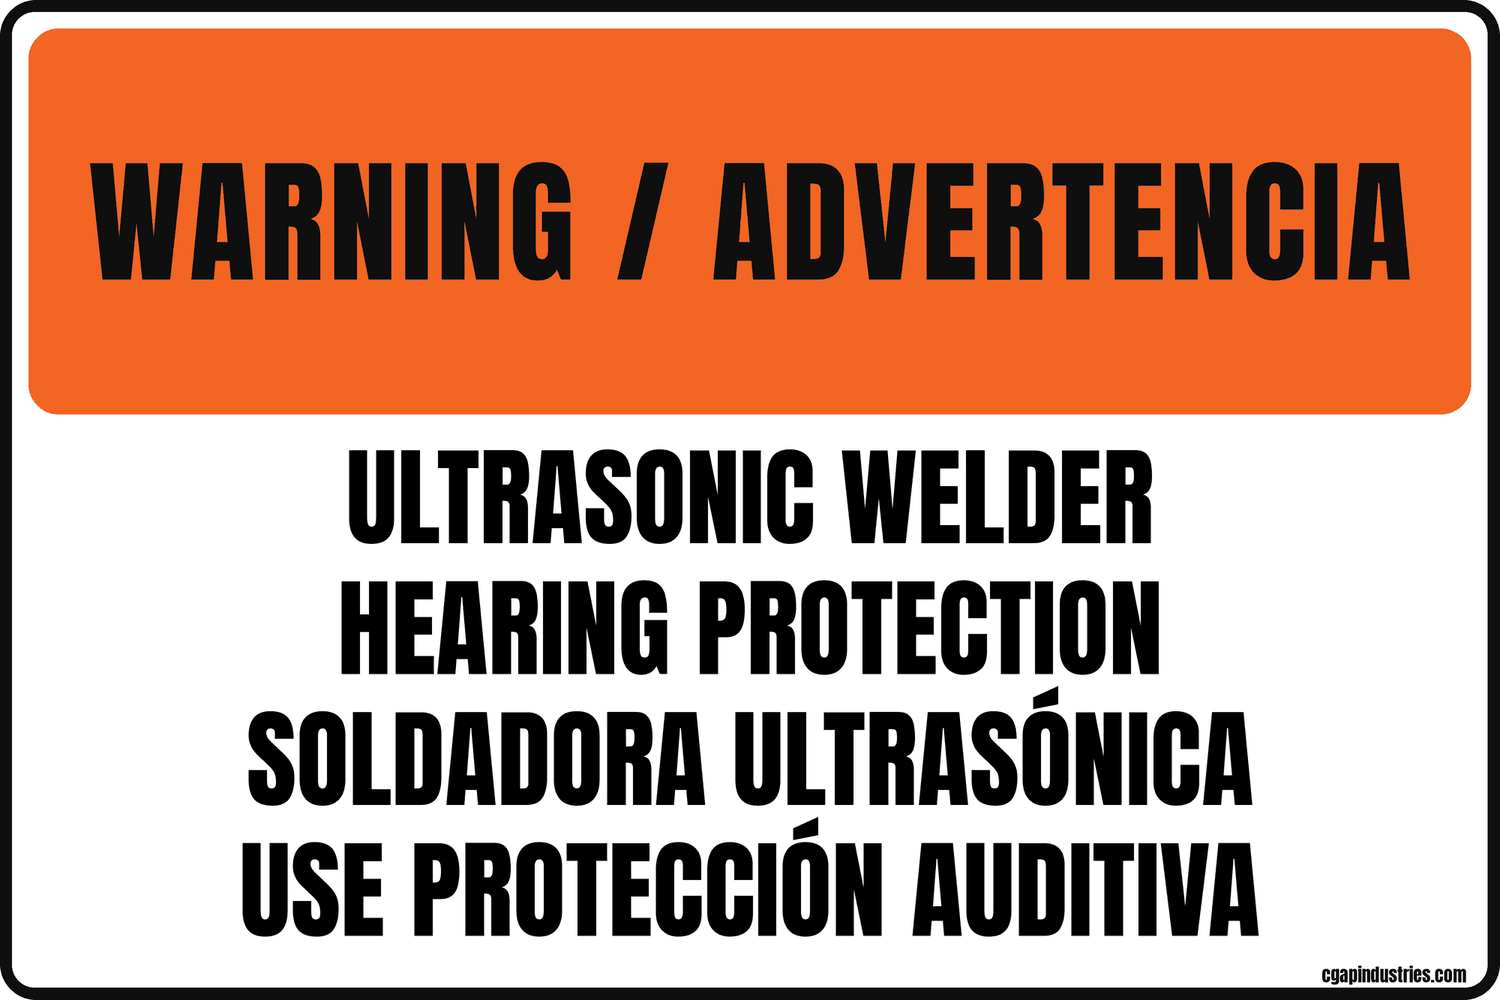 WARNING / ADVERTENCIA
ULTRASONIC WELDER
HEARING PROTECTION
SOLDADORA ULTRASÓNICA
USE PROTECCIÓN AUDITIVA
cgapindustries.com